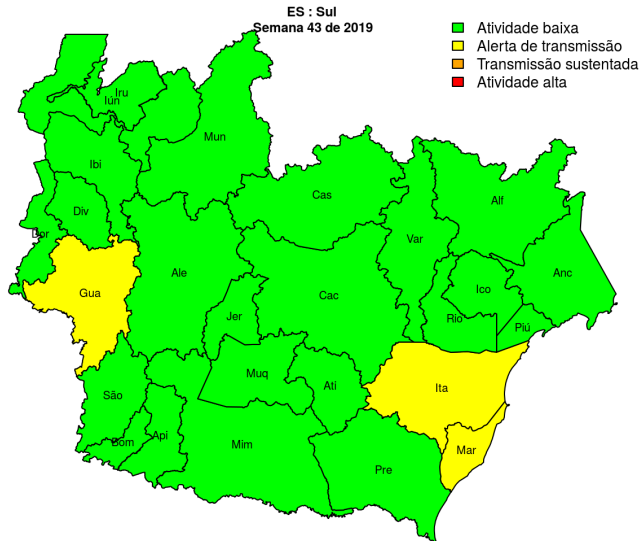 ES : Sul
Semana 43 de 2019
Atividade baixa
Alerta de transmissão
Transmissão sustentada
Atividade alta
Iru
Iún
Mun
Ibi
Cas
Alf
Div
Dor
Var
Ale
Anc
Gua
Cac
Ico
Jer
Rio
Piú
Muq
Ati
Ita
São
Api
Bom
Mim
Mar
Pre